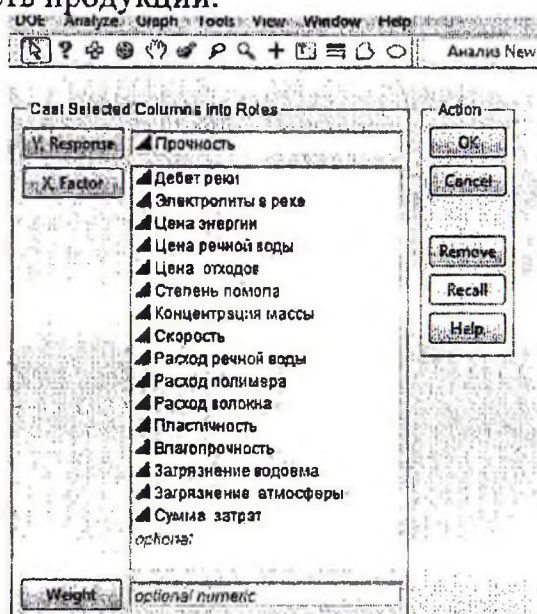 ть продукции.
DOE Analyze Graph Tools View Window Help
Анализ New
Cast Selected Columns into Roles
Action
Y, Response
Прочность
OK
X, Factor
Дебет реки
Cancel
Электролиты в реке
Цена энергии
Цена речной воды
Remove
Цена отходов
Степень помола
Recall
Концентрация массы
Скорость
Help
Расход речной воды
Расход полимера
Расход волокна
Пластичность
Влагопрочность
Загрязнение водоема
Загрязнение атмосферы
Сумма затрат
optional
Weight
optional numeric